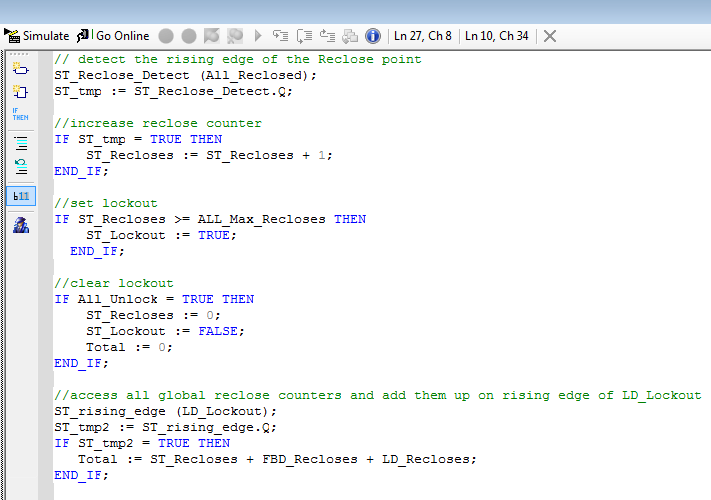 Simulate Go Online Ln 27, Ch 8 Ln 10, Ch 34
IF
THEN
// detect the rising edge of the Reclose point
ST_Reclose_Detect (All_Reclosed);
ST_tmp := ST_Reclose_Detect.Q;
//increase reclose counter
IF ST_tmp = TRUE THEN
ST_Recloses := ST_Recloses + 1;
END_IF;
//set lockout
IF ST_Recloses >= ALL_Max_Recloses THEN
ST_Lockout := TRUE;
END_IF;
//clear lockout
IF All_Unlock = TRUE THEN
ST_Recloses := 0;
ST_Lockout := FALSE;
Total := 0;
END_IF;
//access all global reclose counters and add them up on rising edge of LD_Lockout
ST_rising_edge (LD_Lockout);
ST_tmp2 := ST_rising_edge.Q;
IF ST_tmp2 = TRUE THEN
Total := ST_Recloses + FBD_Recloses + LD_Recloses;
END_IF;